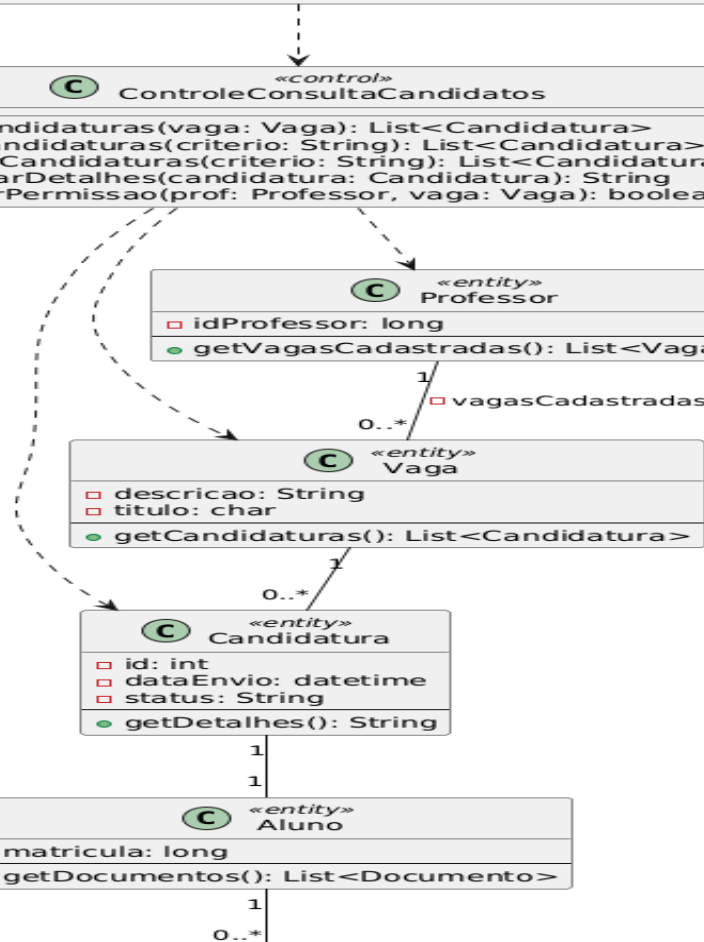 C
«control»
ControleConsultaCandidatos
ndidaturas(vaga: Vaga): List<Candidatura>
ndidaturas(criterio: String): List<Candidatura>
Candidaturas(criterio: String): List<Candidatura
arDetalhes(candidatura: Candidatura): String
rPermissao(prof: Professor, vaga: Vaga): boolea
C
«entity»
Professor
idProfessor: long
getVagasCadastradas(): List<Vaga
1
vagasCadastradas
0..*
C
«entity»
Vaga
descricao: String
titulo: char
getCandidaturas(): List<Candidatura>
1
0..*
C
«entity»
Candidatura
id: int
dataEnvio: datetime
status: String
getDetalhes(): String
1
1
C
«entity»
Aluno
matricula: long
getDocumentos(): List<Documento>
1
0..*